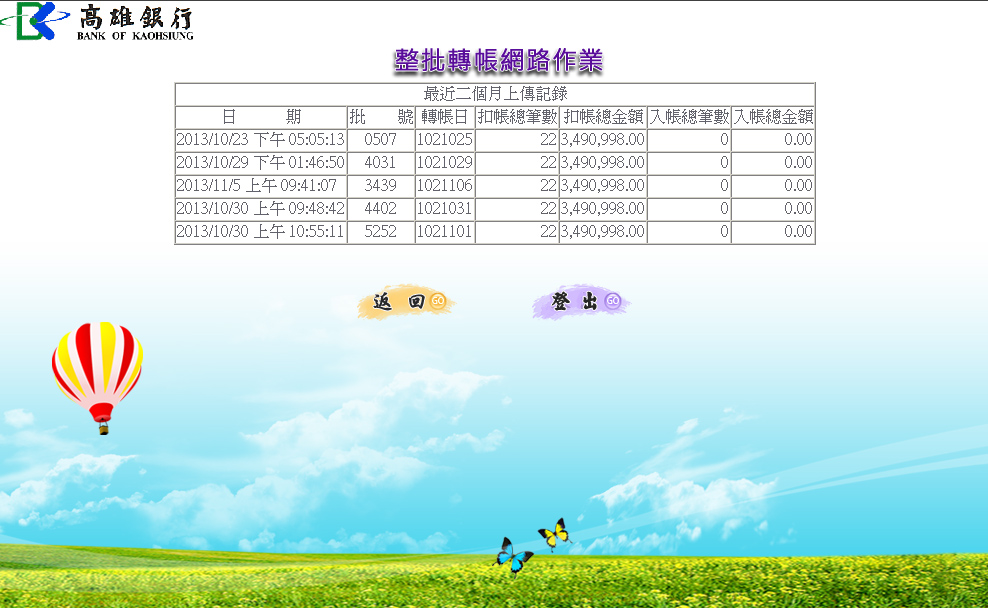 高雄銀行
BANK OF KAOHSIUNG
整批轉帳網路作業
最近二個月上傳記錄
日 期 批 號 轉帳日 扣帳總筆數 扣帳總金額 入帳總筆數 入帳總金額
2013/10/23 下午 05:05:13 0507 1021025 22 3,490,998.00 0 0.00
2013/10/29 下午 01:46:50 4031 1021029 22 3,490,998.00 0 0.00
2013/11/5 上午 09:41:07 3439 1021106 22 3,490,998.00 0 0.00
2013/10/30 上午 09:48:42 4402 1021031 22 3,490,998.00 0 0.00
2013/10/30 上午 10:55:11 5252 1021101 22 3,490,998.00 0 0.00
返 回 GO 登 出 GO